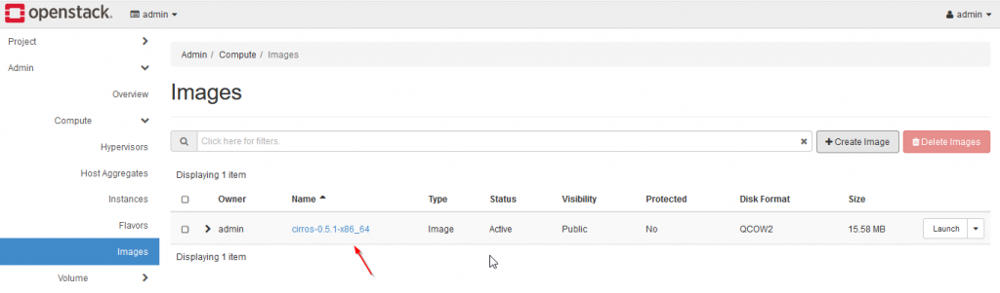 openstack. admin admin
Project
Admin
Overview
Compute
Hypervisors
Host Aggregates
Instances
Flavors
Images
Volume
Admin / Compute / Images
Images
Click here for filters. Create Image Delete Images
Displaying 1 item
Owner Name Type Status Visibility Protected Disk Format Size
admin cirros-0.5.1-x86_64 Image Active Public No QCOW2 15.58 MB Launch
Displaying 1 item